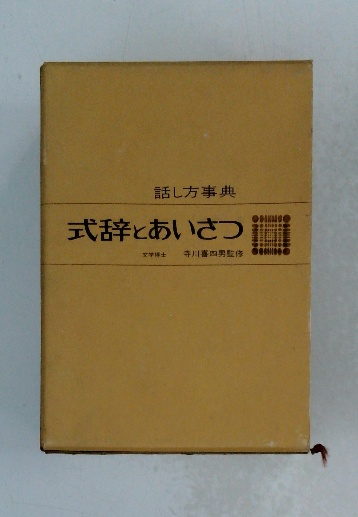 話し方事典
式辞とあいさつ
文学博士 寺川喜四男監修